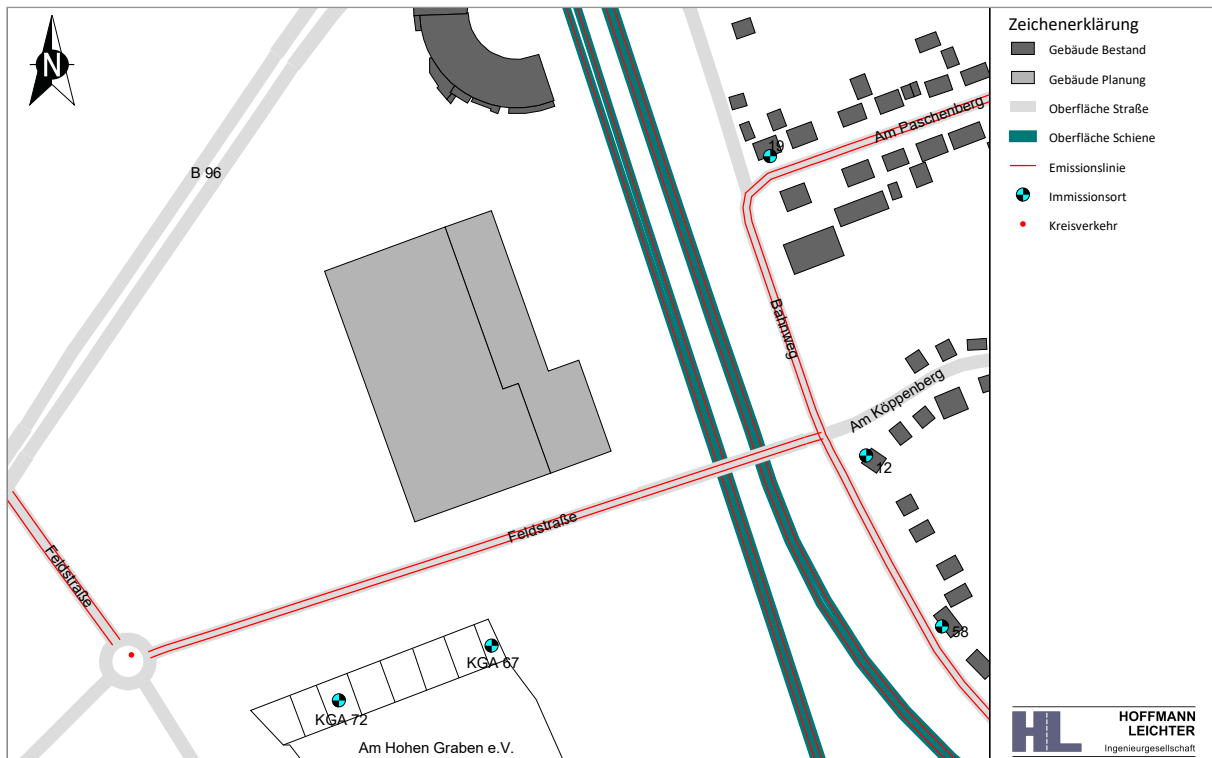 N
B 96
19
Am Paschenberg
Bahnweg
Am Köppenberg
12
Feldstraße
Feldstraße
58
KGA 67
KGA 72
Am Hohen Graben e.V.
Zeichenerklärung
Gebäude Bestand
Gebäude Planung
Oberfläche Straße
Oberfläche Schiene
Emissionslinie
Immissionsort
Kreisverkehr
HL
HOFFMANN
LEICHTER
Ingenieurgesellschaft